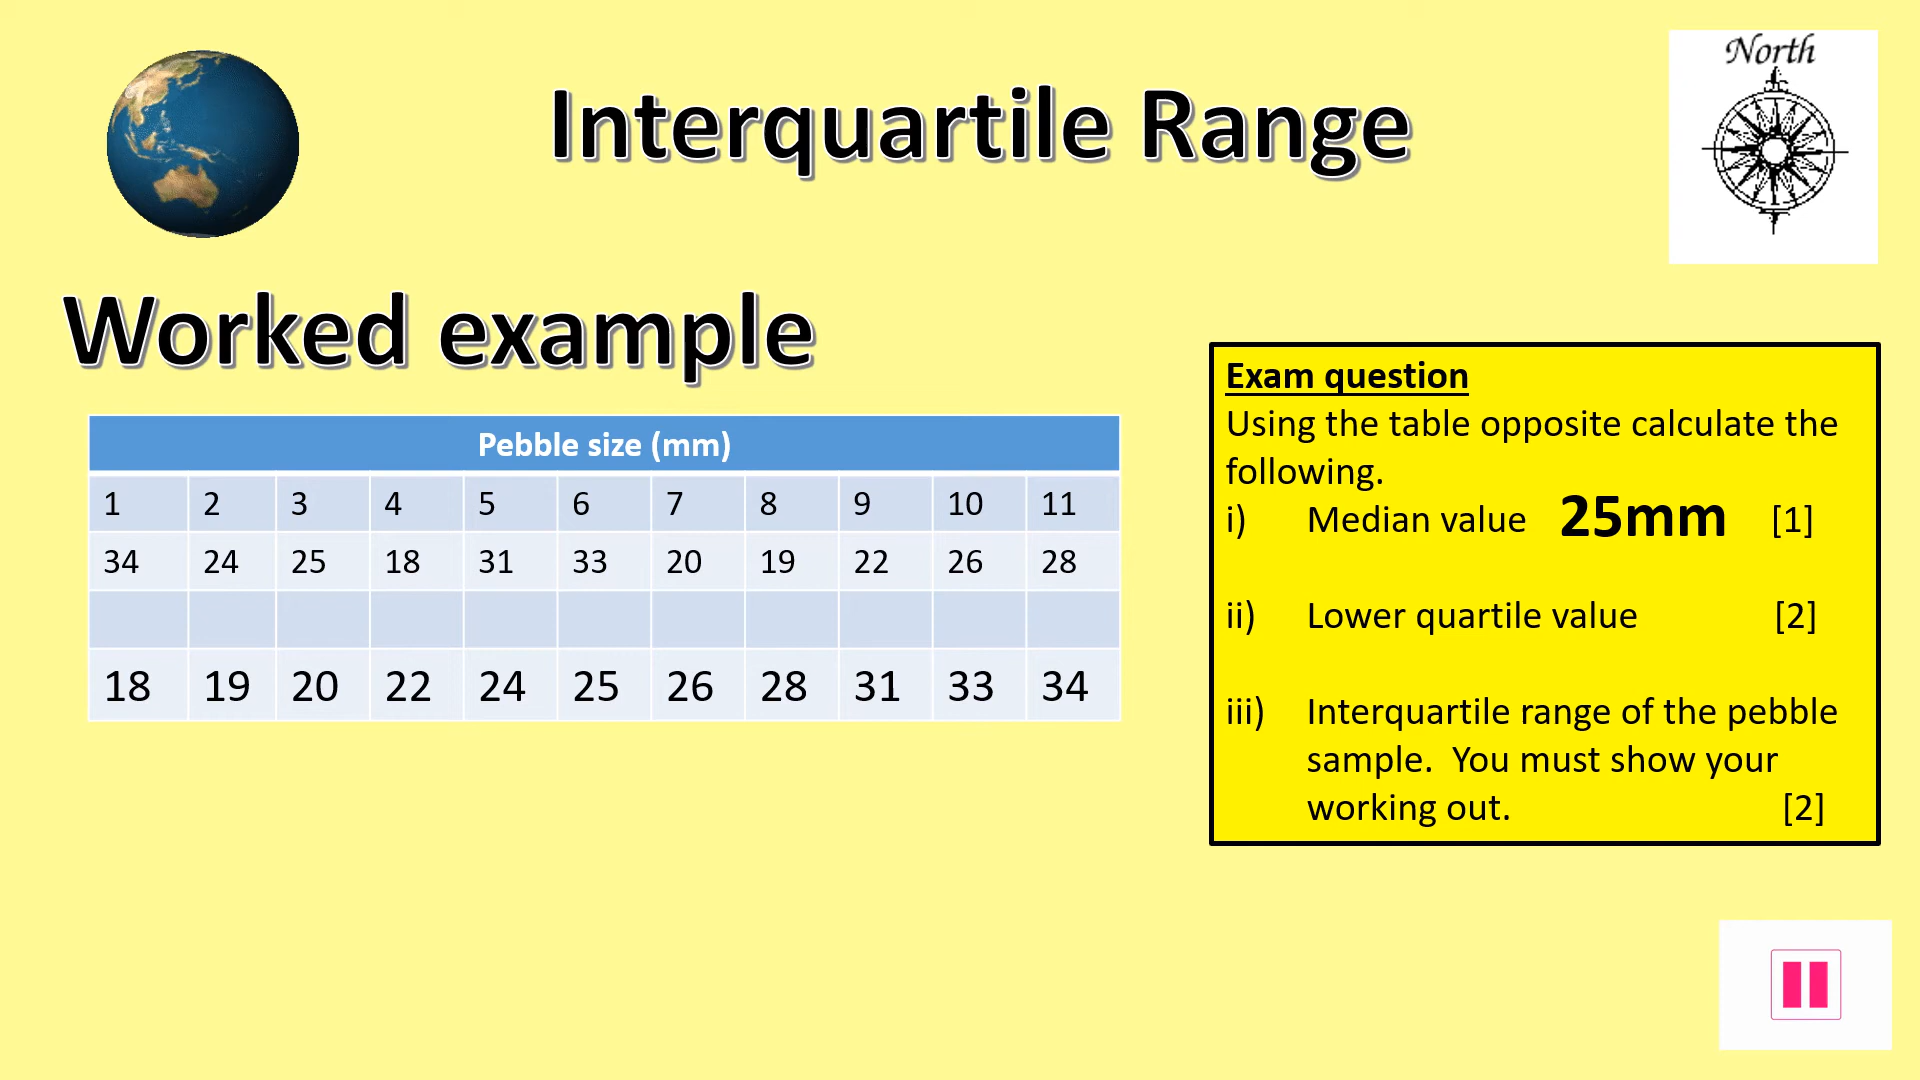 North
Interquartile Range
Worked example
Pebble size (mm)
1 2 3 4 5 6 7 8 9 10 11
34 24 25 18 31 33 20 19 22 26 28
18 19 20 22 24 25 26 28 31 33 34
Exam question
Using the table opposite calculate the
following.
i) Median value 25mm [1]
ii) Lower quartile value [2]
iii) Interquartile range of the pebble
sample. You must show your
working out. [2]